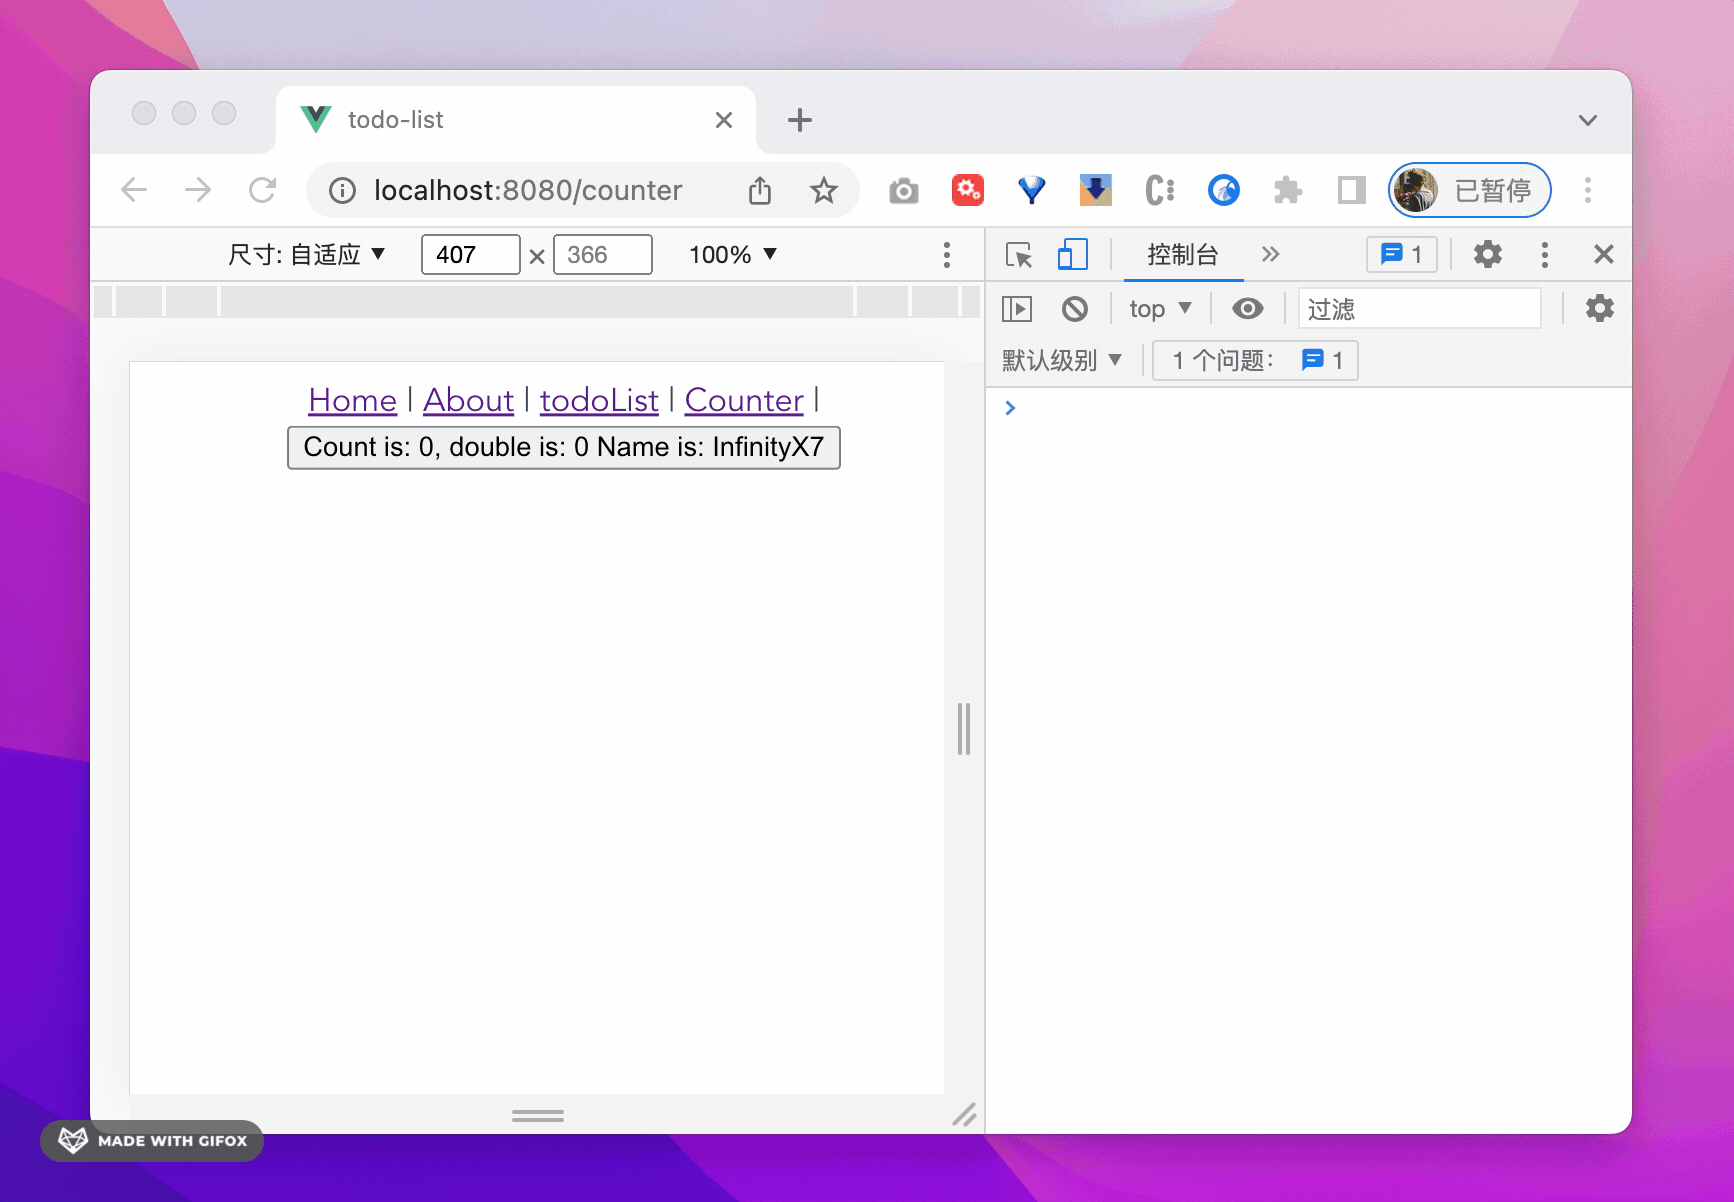 todo-list
localhost:8080/counter
已暂停
尺寸: 自适应 ▼ 407 × 366 100% ▼
控制台 » 1
top ▼ 过滤
默认级别 ▼ 1 个问题: 1
Home | About | todoList | Counter |
Count is: 0, double is: 0 Name is: InfinityX7
MADE WITH GIFOX